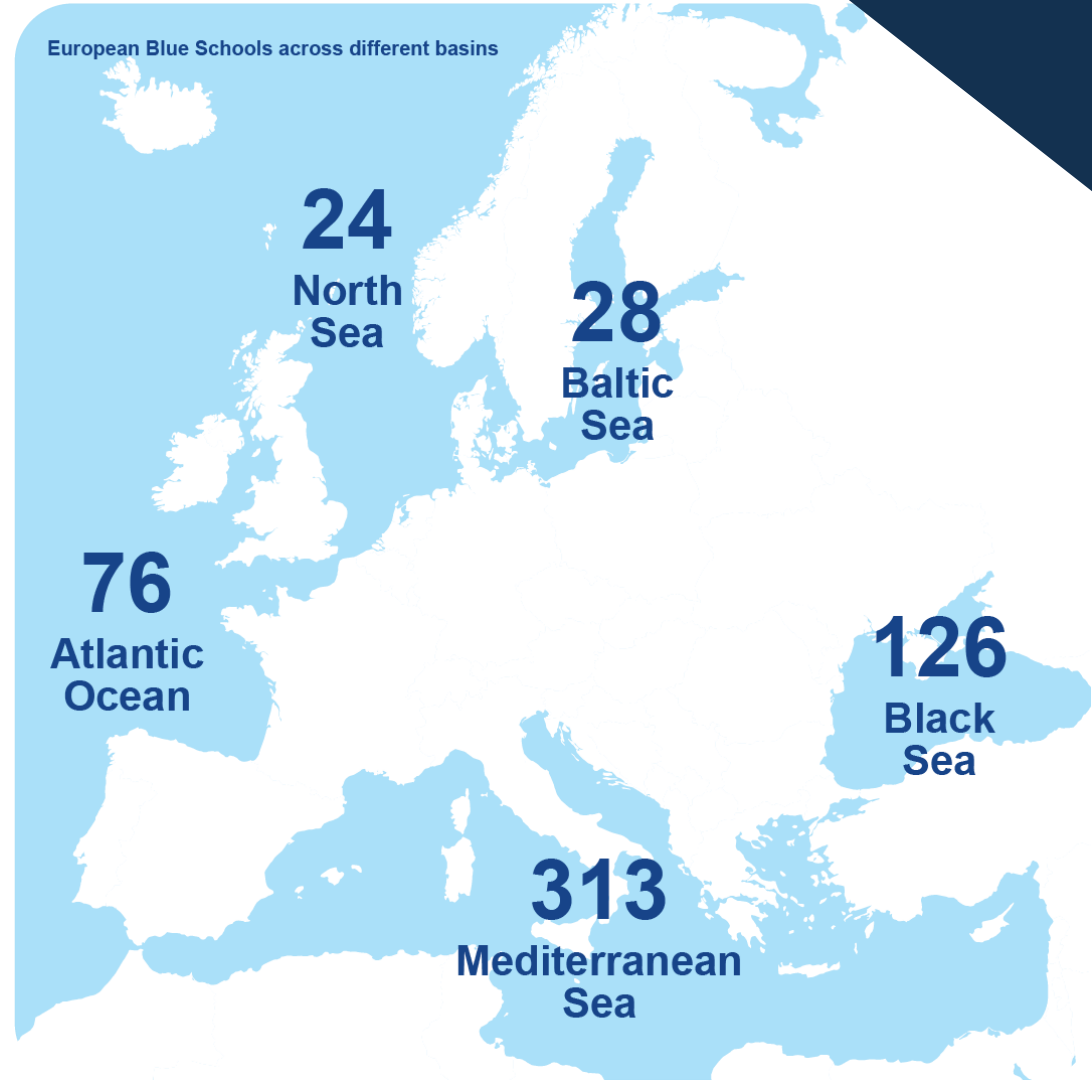 European Blue Schools across different basins
24
North
Sea
28
Baltic
Sea
76
Atlantic
Ocean
126
Black
Sea
313
Mediterranean
Sea